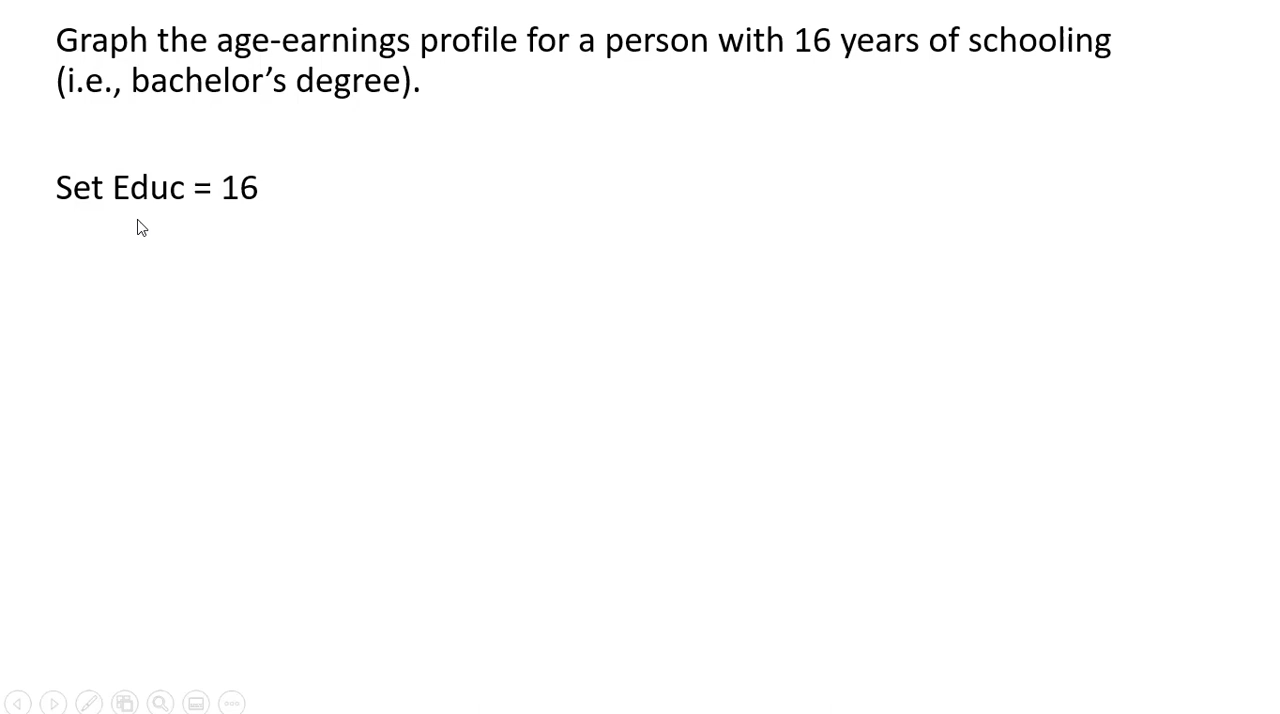 Graph the age-earnings profile for a person with 16 years of schooling
(i.e., bachelor’s degree).
Set Educ = 16